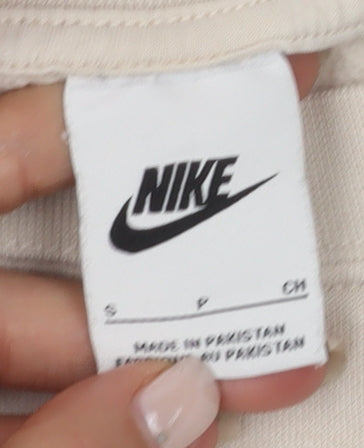 NIKE
S P CH
MADE IN PAKISTAN
FABRIQUÉ AU PAKISTAN